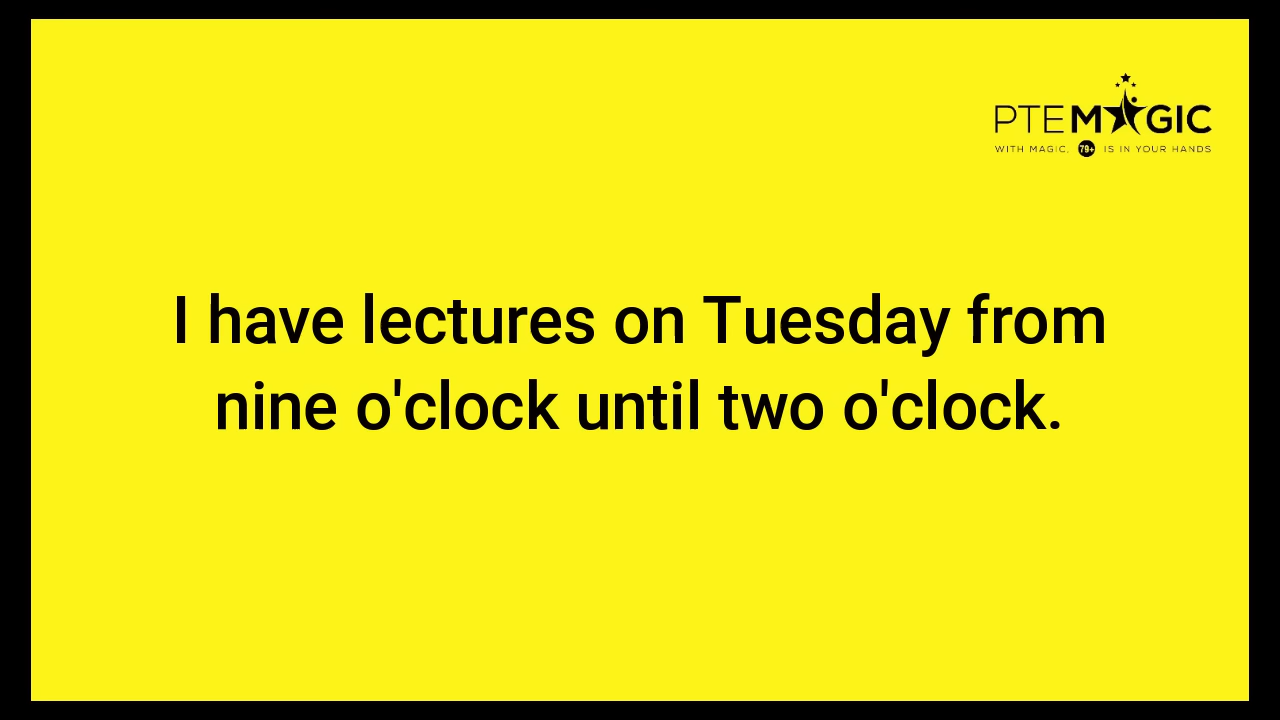 PTEMAGIC
WITH MAGIC, 79+ IS IN YOUR HANDS
I have lectures on Tuesday from
nine o'clock until two o'clock.